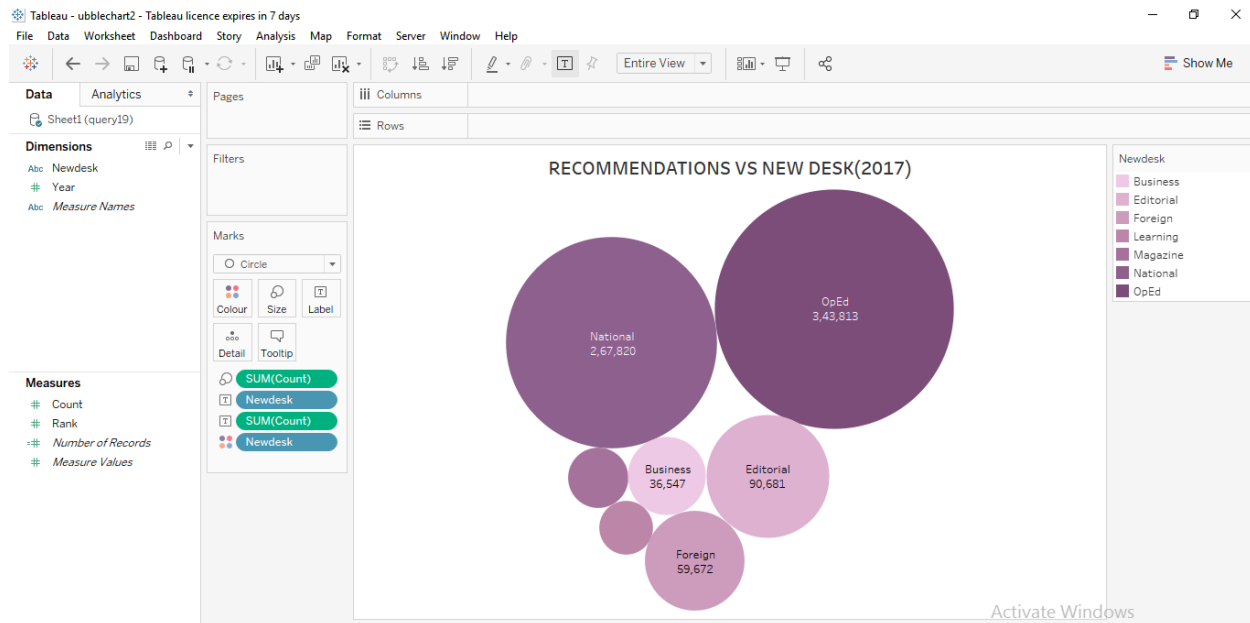 Tableau - ubblechart2 - Tableau licence expires in 7 days
File Data Worksheet Dashboard Story Analysis Map Format Server Window Help
Entire View
Show Me
Data Analytics
Sheet1 (query19)
Dimensions
Abc Newdesk
# Year
Abc Measure Names
Measures
# Count
# Rank
=# Number of Records
# Measure Values
Pages
Filters
Marks
Circle
Colour Size Label
Detail Tooltip
SUM(Count)
T Newdesk
T SUM(Count)
Newdesk
iii Columns
Rows
RECOMMENDATIONS VS NEW DESK(2017)
OpEd
3,43,813
National
2,67,820
Business
36,547
Editorial
90,681
Foreign
59,672
Newdesk
Business
Editorial
Foreign
Learning
Magazine
National
OpEd
Activate Windows